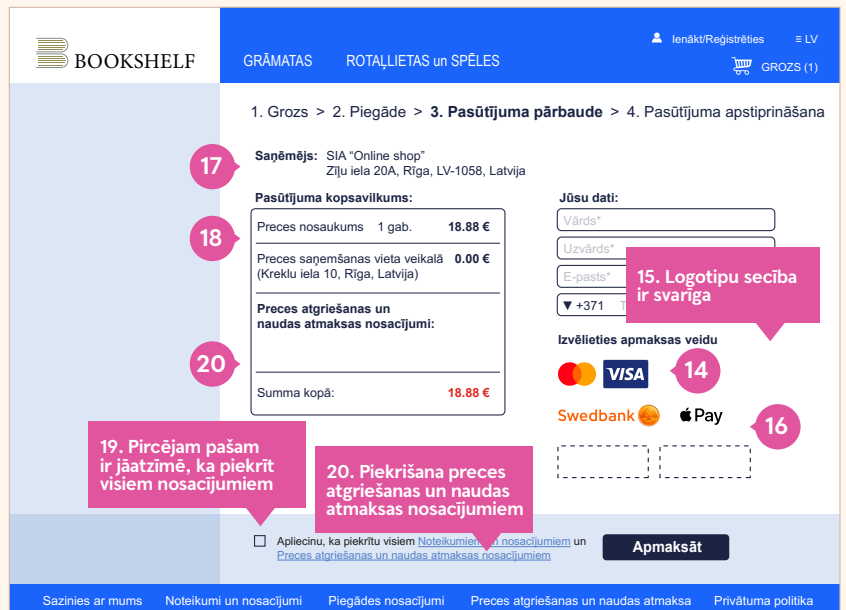 BOOKSHELF
GRĀMATAS
ROTAĻLIETAS un SPĒLES
Ienākt/Reģistrēties
≡ LV
GROZS (1)
1. Grozs > 2. Piegāde > 3. Pasūtījuma pārbaude > 4. Pasūtījuma apstiprināšana
17
Saņēmējs: SIA “Online shop”
Zīļu iela 20A, Rīga, LV-1058, Latvija
Pasūtījuma kopsavilkums:
18
Preces nosaukums 1 gab. 18.88 €
Preces saņemšanas vieta veikalā 0.00 €
(Kreklu iela 10, Rīga, Latvija)
Preces atgriešanas un
naudas atmaksas nosacījumi:
20
Summa kopā: 18.88 €
Jūsu dati:
Vārds*
Uzvārds*
E-pasts*
▼ +371
15. Logotipu secība
ir svarīga
Izvēlieties apmaksas veidu
VISA
14
Swedbank
Pay
16
19. Pircējam pašam
ir jāatzīmē, ka piekrīt
visiem nosacījumiem
20. Piekrišana preces
atgriešanas un naudas
atmaksas nosacījumiem
Apliecinu, ka piekrītu visiem Noteikumiem nosacījumiem un
Preces atgriešanas un naudas atmaksas nosacījumiem
Apmaksāt
Sazinies ar mums
Noteikumi un nosacījumi
Piegādes nosacījumi
Preces atgriešanas un naudas atmaksa
Privātuma politika